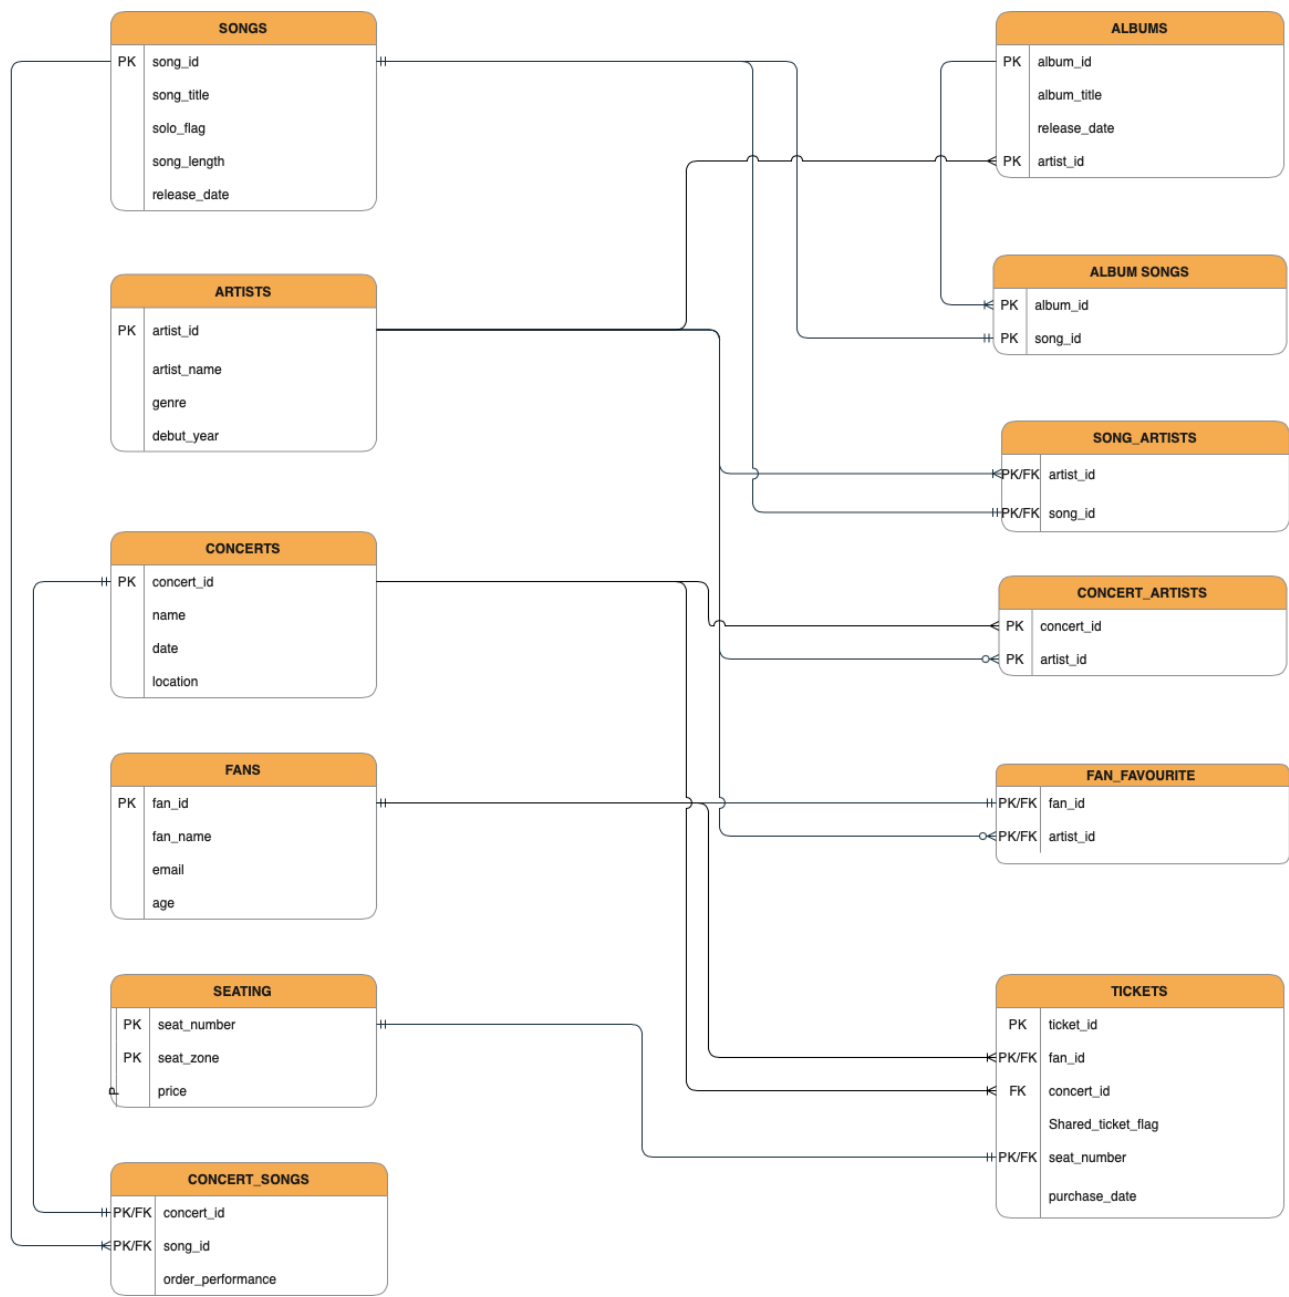 SONGS
PK song_id
song_title
solo_flag
song_length
release_date
ARTISTS
PK artist_id
artist_name
genre
debut_year
CONCERTS
PK concert_id
name
date
location
FANS
PK fan_id
fan_name
email
age
SEATING
PK seat_number
PK seat_zone
P price
CONCERT_SONGS
PK/FK concert_id
PK/FK song_id
order_performance
ALBUMS
PK album_id
album_title
release_date
PK artist_id
ALBUM SONGS
PK album_id
PK song_id
SONG_ARTISTS
PK/FK artist_id
PK/FK song_id
CONCERT_ARTISTS
PK concert_id
PK artist_id
FAN_FAVOURITE
PK/FK fan_id
PK/FK artist_id
TICKETS
PK ticket_id
PK/FK fan_id
FK concert_id
Shared_ticket_flag
PK/FK seat_number
purchase_date